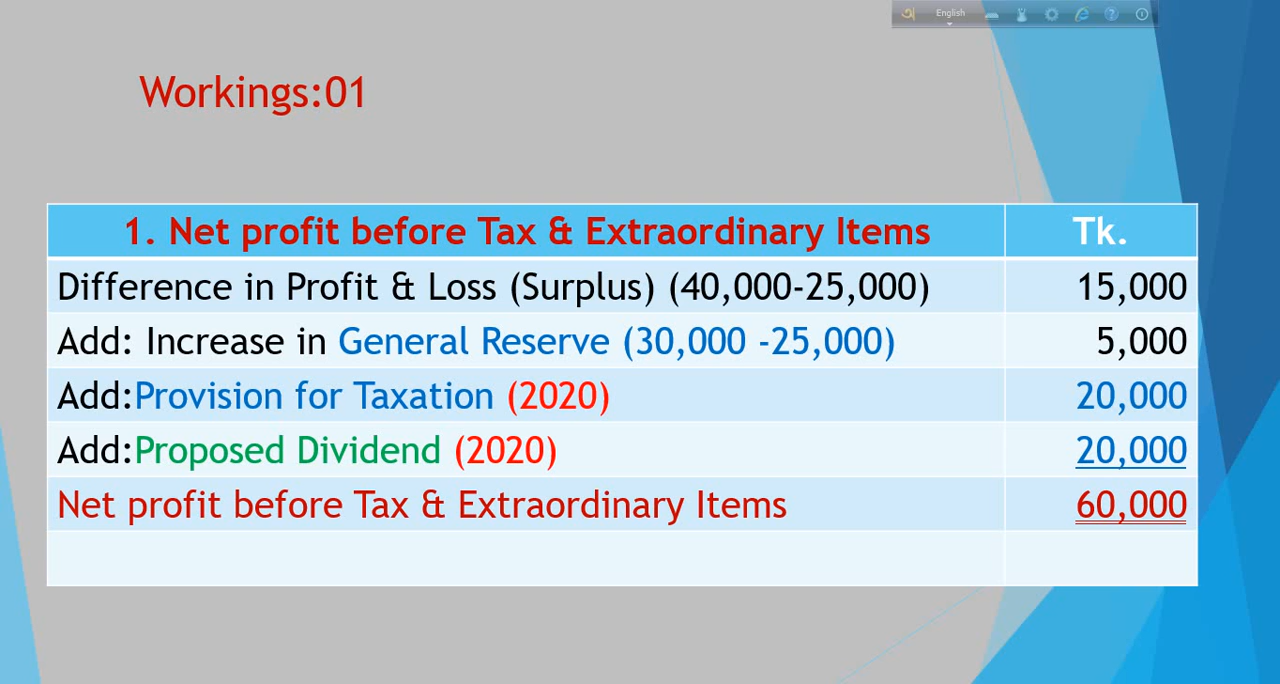 অ English
Workings:01
1. Net profit before Tax & Extraordinary Items Tk.
Difference in Profit & Loss (Surplus) (40,000-25,000) 15,000
Add: Increase in General Reserve (30,000 -25,000) 5,000
Add:Provision for Taxation (2020) 20,000
Add:Proposed Dividend (2020) 20,000
Net profit before Tax & Extraordinary Items 60,000